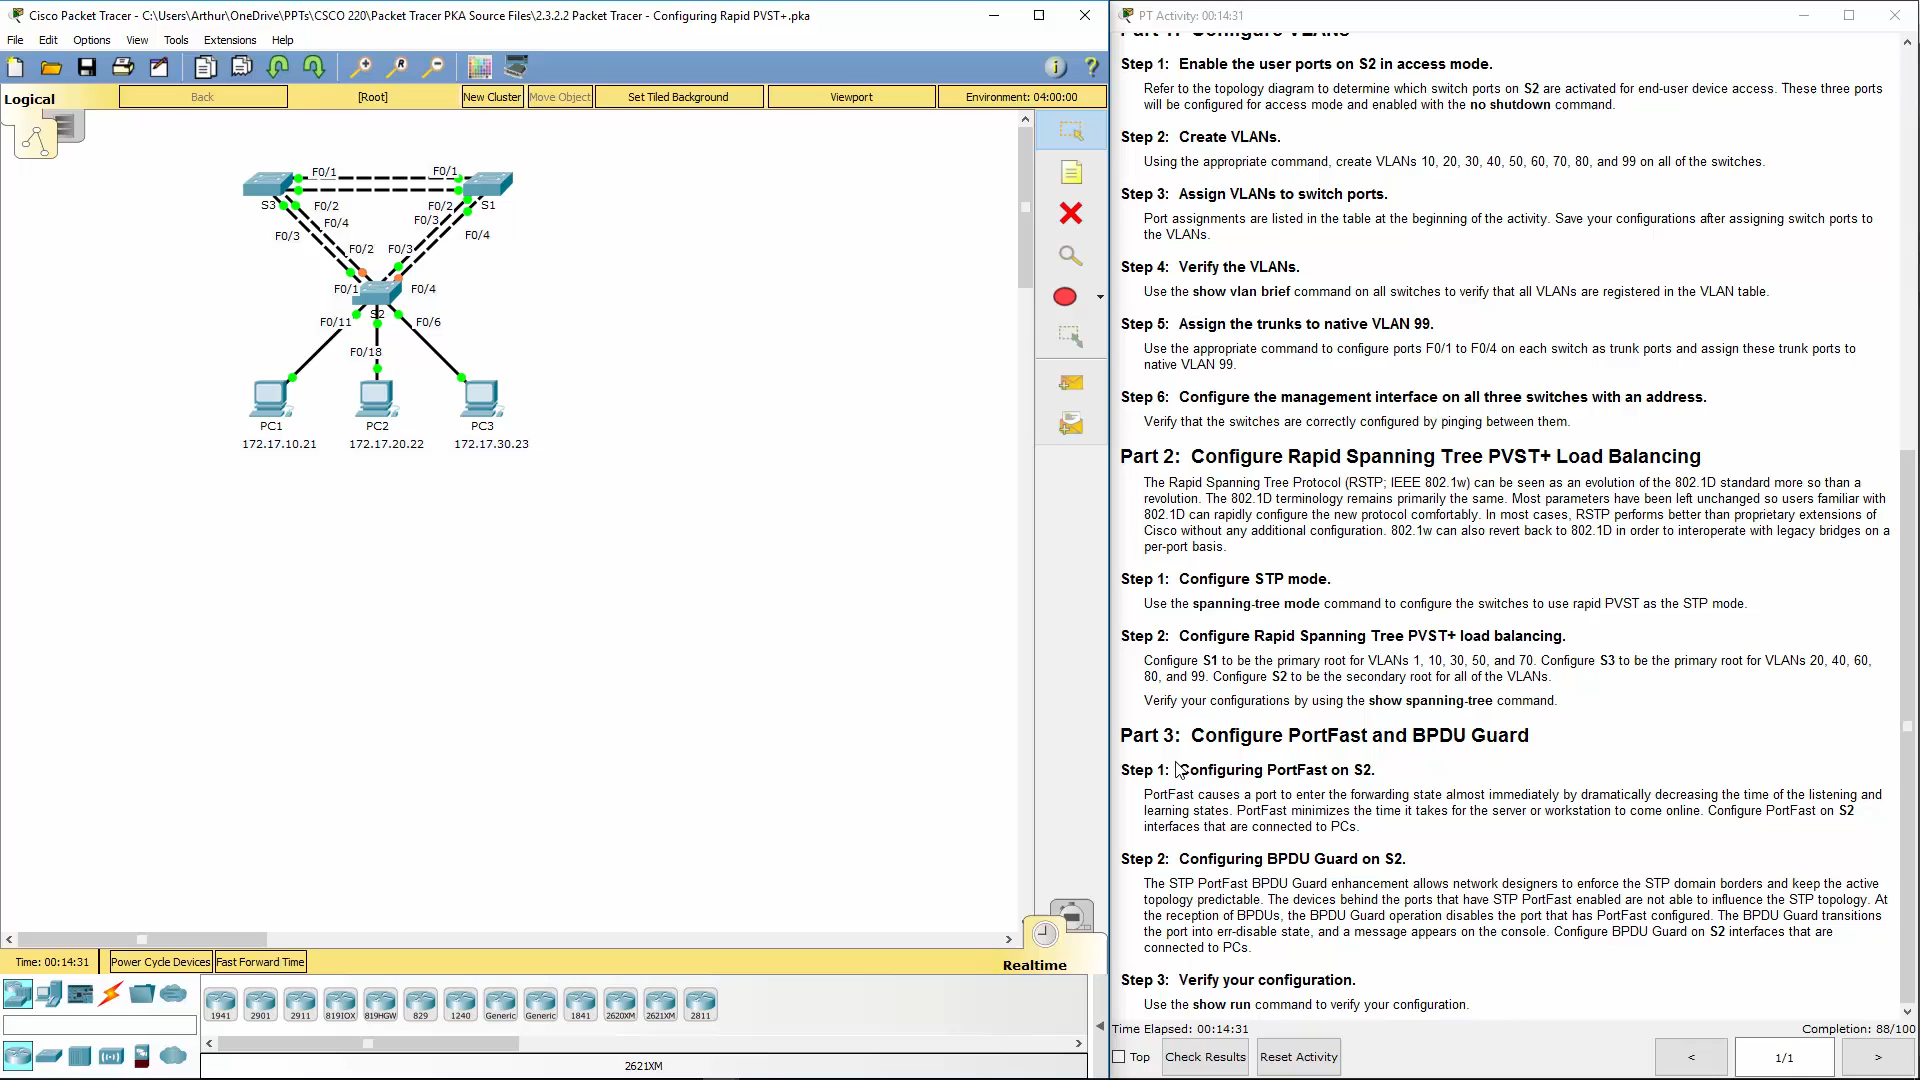 Cisco Packet Tracer - C:\Users\Arthur\OneDrive\PPTs\CSCO 220\Packet Tracer PKA Source Files\2.3.2.2 Packet Tracer - Configuring Rapid PVST+.pka
File Edit Options View Tools Extensions Help
Logical
Back
[Root]
New Cluster
Move Object
Set Tiled Background
Viewport
Environment: 04:00:00
F0/1
F0/1
S3
F0/2
F0/2
S1
F0/4
F0/3
F0/3
F0/4
F0/2
F0/3
F0/1
F0/4
S2
F0/11
F0/6
F0/18
PC1
PC2
PC3
172.17.10.21
172.17.20.22
172.17.30.23
Time: 00:14:31
Power Cycle Devices
Fast Forward Time
Realtime
1941
2901
2911
819IOX
819HGW
829
1240
Generic
Generic
1841
2620XM
2621XM
2811
2621XM
PT Activity: 00:14:31
Part 1: Configure VLANs
Step 1: Enable the user ports on S2 in access mode.
Refer to the topology diagram to determine which switch ports on S2 are activated for end-user device access. These three ports
will be configured for access mode and enabled with the no shutdown command.
Step 2: Create VLANs.
Using the appropriate command, create VLANs 10, 20, 30, 40, 50, 60, 70, 80, and 99 on all of the switches.
Step 3: Assign VLANs to switch ports.
Port assignments are listed in the table at the beginning of the activity. Save your configurations after assigning switch ports to
the VLANs.
Step 4: Verify the VLANs.
Use the show vlan brief command on all switches to verify that all VLANs are registered in the VLAN table.
Step 5: Assign the trunks to native VLAN 99.
Use the appropriate command to configure ports F0/1 to F0/4 on each switch as trunk ports and assign these trunk ports to
native VLAN 99.
Step 6: Configure the management interface on all three switches with an address.
Verify that the switches are correctly configured by pinging between them.
Part 2: Configure Rapid Spanning Tree PVST+ Load Balancing
The Rapid Spanning Tree Protocol (RSTP; IEEE 802.1w) can be seen as an evolution of the 802.1D standard more so than a
revolution. The 802.1D terminology remains primarily the same. Most parameters have been left unchanged so users familiar with
802.1D can rapidly configure the new protocol comfortably. In most cases, RSTP performs better than proprietary extensions of
Cisco without any additional configuration. 802.1w can also revert back to 802.1D in order to interoperate with legacy bridges on a
per-port basis.
Step 1: Configure STP mode.
Use the spanning-tree mode command to configure the switches to use rapid PVST as the STP mode.
Step 2: Configure Rapid Spanning Tree PVST+ load balancing.
Configure S1 to be the primary root for VLANs 1, 10, 30, 50, and 70. Configure S3 to be the primary root for VLANs 20, 40, 60,
80, and 99. Configure S2 to be the secondary root for all of the VLANs.
Verify your configurations by using the show spanning-tree command.
Part 3: Configure PortFast and BPDU Guard
Step 1: Configuring PortFast on S2.
PortFast causes a port to enter the forwarding state almost immediately by dramatically decreasing the time of the listening and
learning states. PortFast minimizes the time it takes for the server or workstation to come online. Configure PortFast on S2
interfaces that are connected to PCs.
Step 2: Configuring BPDU Guard on S2.
The STP PortFast BPDU Guard enhancement allows network designers to enforce the STP domain borders and keep the active
topology predictable. The devices behind the ports that have STP PortFast enabled are not able to influence the STP topology. At
the reception of BPDUs, the BPDU Guard operation disables the port that has PortFast configured. The BPDU Guard transitions
the port into err-disable state, and a message appears on the console. Configure BPDU Guard on S2 interfaces that are
connected to PCs.
Step 3: Verify your configuration.
Use the show run command to verify your configuration.
Time Elapsed: 00:14:31
Completion: 88/100
Top
Check Results
Reset Activity
<
1/1
>